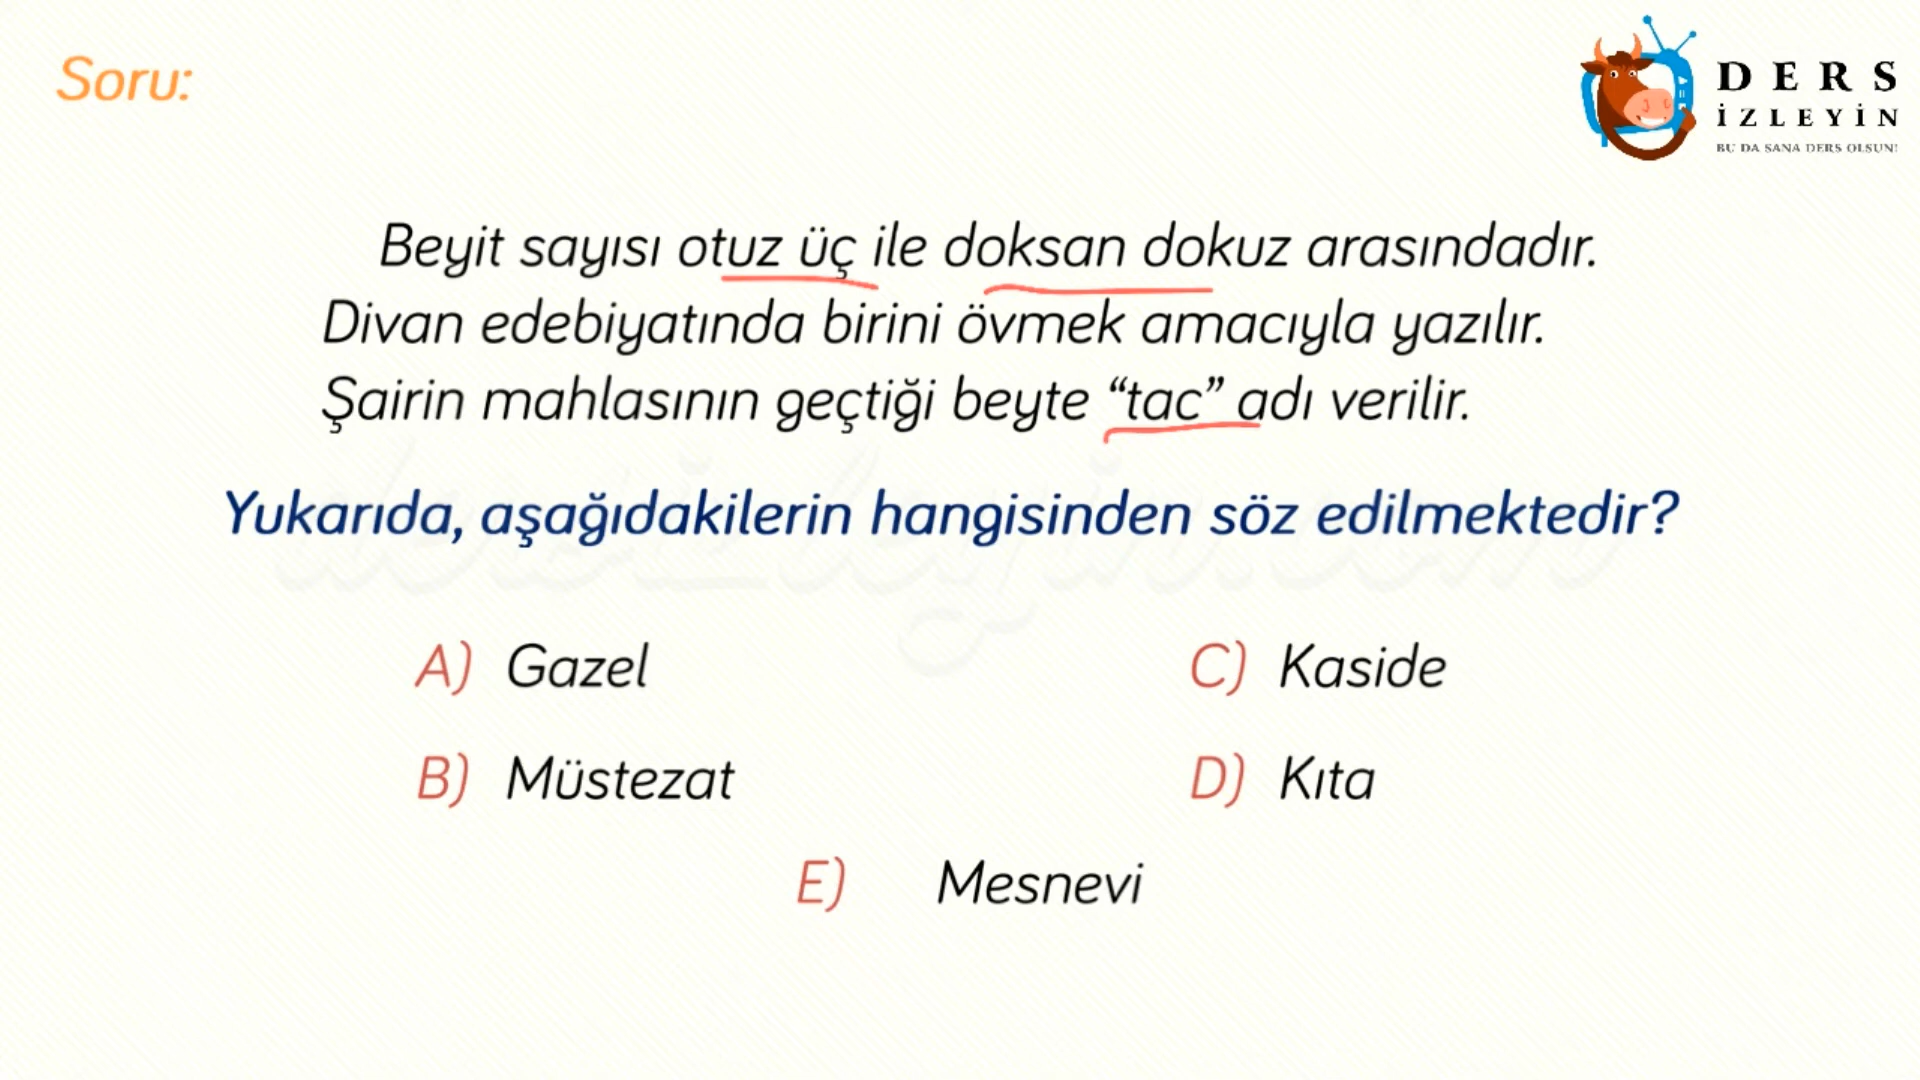 Soru:
DERS
İZLEYİN
BU DA SANA DERS OLSUN!
Beyit sayısı otuz üç ile doksan dokuz arasındadır.
Divan edebiyatında birini övmek amacıyla yazılır.
Şairin mahlasının geçtiği beyte “tac” adı verilir.
Yukarıda, aşağıdakilerin hangisinden söz edilmektedir?
A) Gazel
B) Müstezat
C) Kaside
D) Kıta
E) Mesnevi
dersizleyin.com